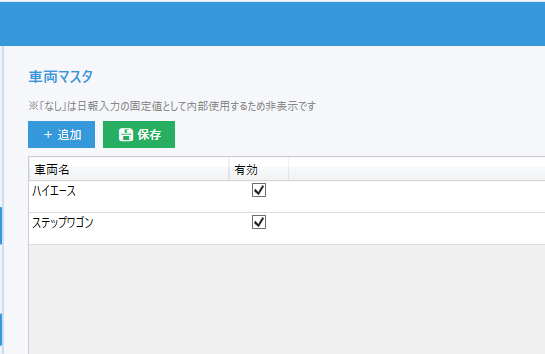 車両マスタ
※「なし」は日報入力の固定値として内部使用するため非表示です
＋ 追加 保存
車両名 有効
ハイエース
ステップワゴン